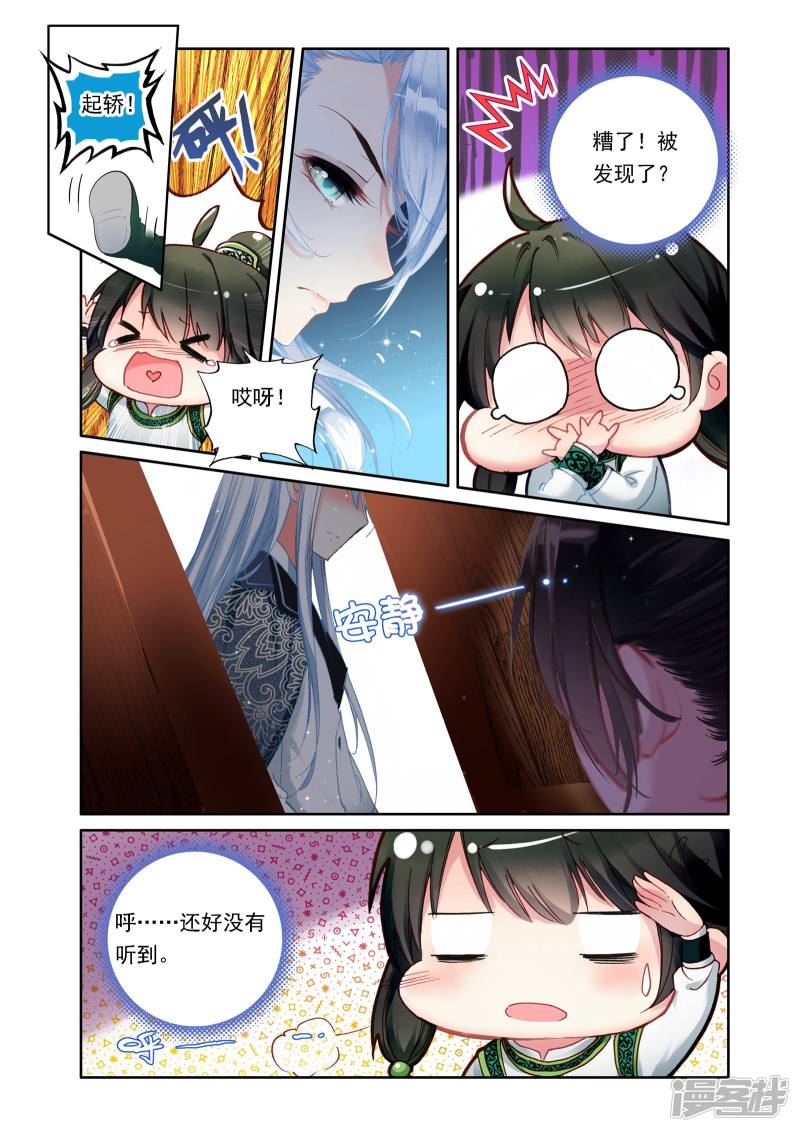 起轿！
砰！
哎呀！
糟了！被
发现了？
安静——…
呼……还好没有
听到。
呼——
漫客栈